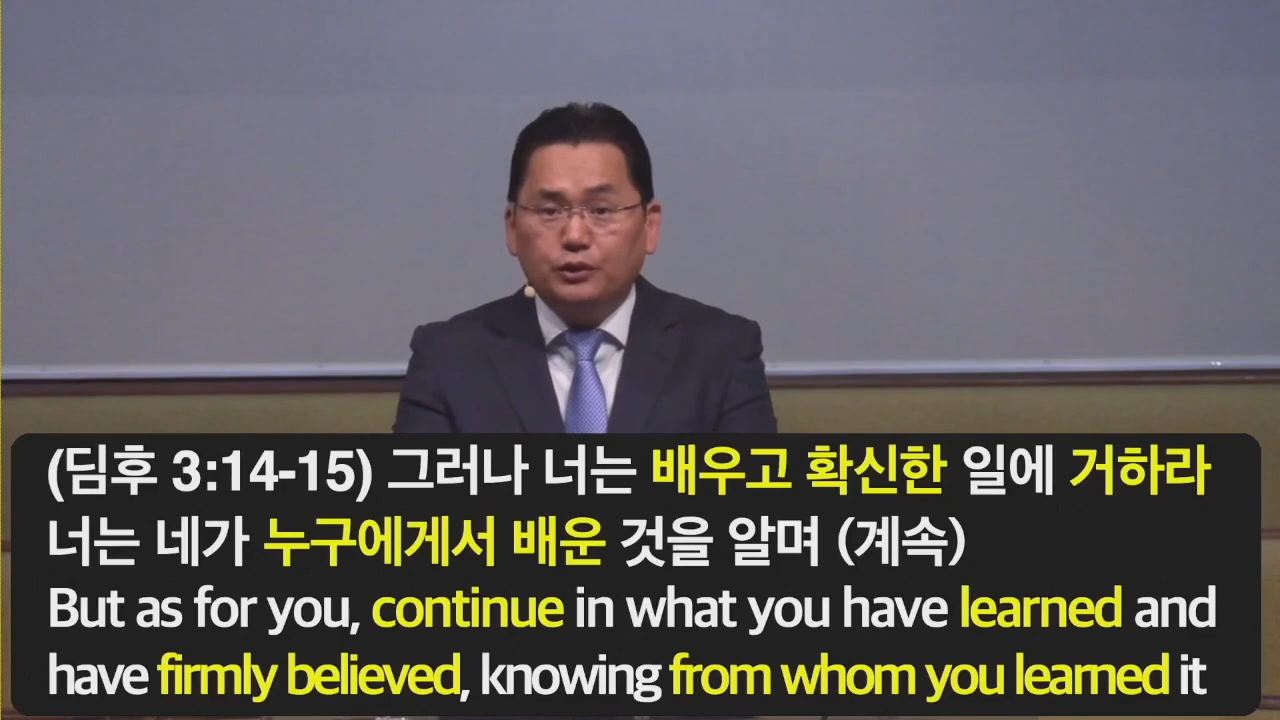 (딤후 3:14-15) 그러나 너는 배우고 확신한 일에 거하라
너는 네가 누구에게서 배운 것을 알며 (계속)
But as for you, continue in what you have learned and
have firmly believed, knowing from whom you learned it